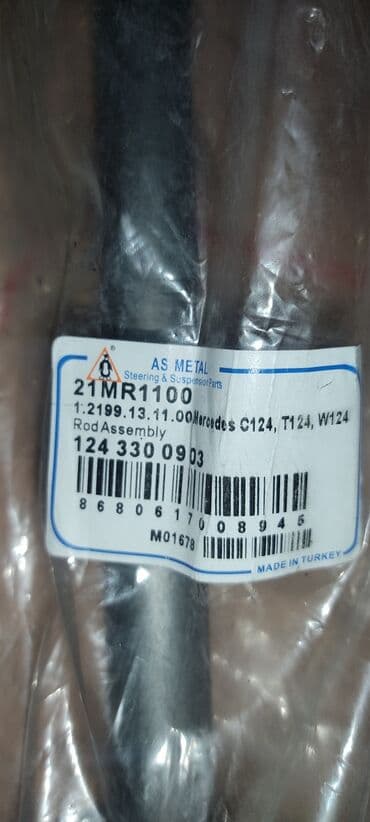 AS METAL
Steering & Suspension Parts
21MR1100
1.2199.13.11.00 Mercedes C124, T124, W124
Rod Assembly
124 330 0903
8680617008945
M01678
MADE IN TURKEY